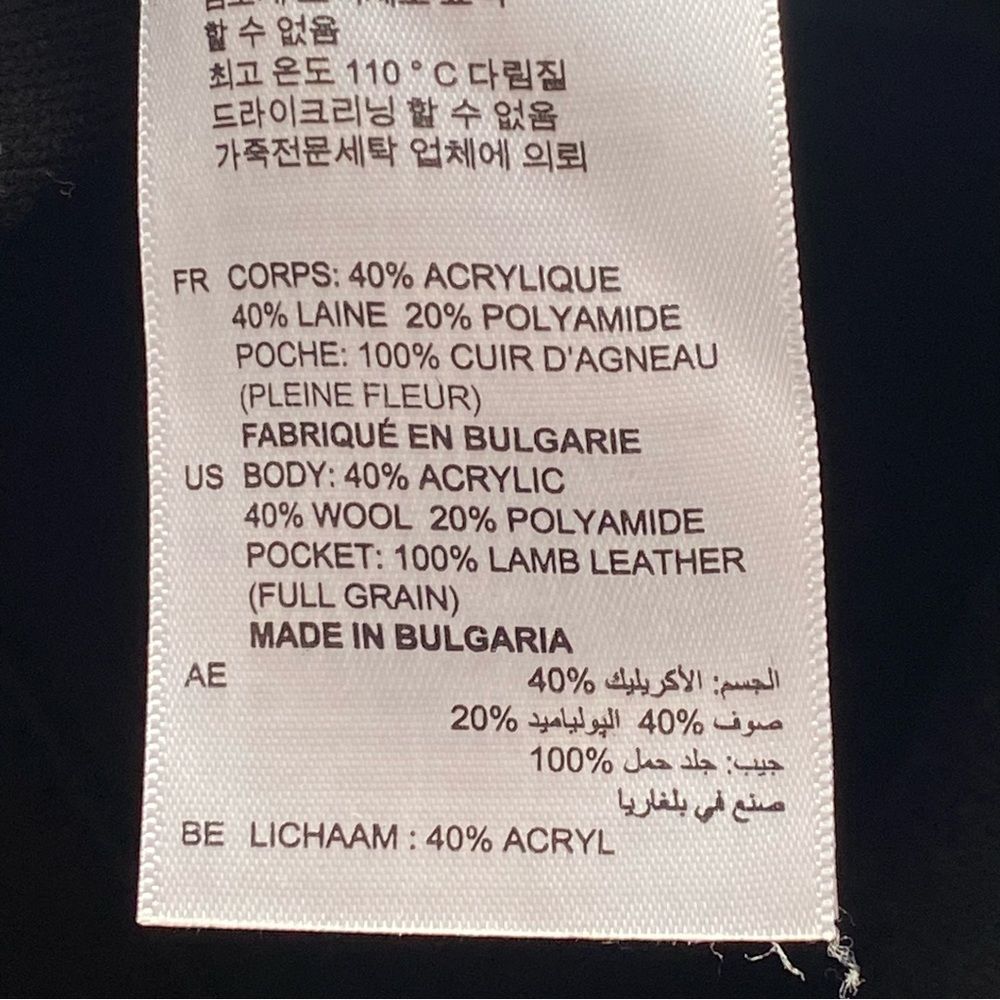 할 수 없음
최고 온도 110 ° C 다림질
드라이크리닝 할 수 없음
가죽전문세탁 업체에 의뢰
FR CORPS: 40% ACRYLIQUE
40% LAINE 20% POLYAMIDE
POCHE: 100% CUIR D'AGNEAU
(PLEINE FLEUR)
FABRIQUÉ EN BULGARIE
US BODY: 40% ACRYLIC
40% WOOL 20% POLYAMIDE
POCKET: 100% LAMB LEATHER
(FULL GRAIN)
MADE IN BULGARIA
AE الجسم: الأكريليك 40%
صوف 40% البولياميد 20%
جيب: جلد حمل 100%
صنع في بلغاريا
BE LICHAAM : 40% ACRYL